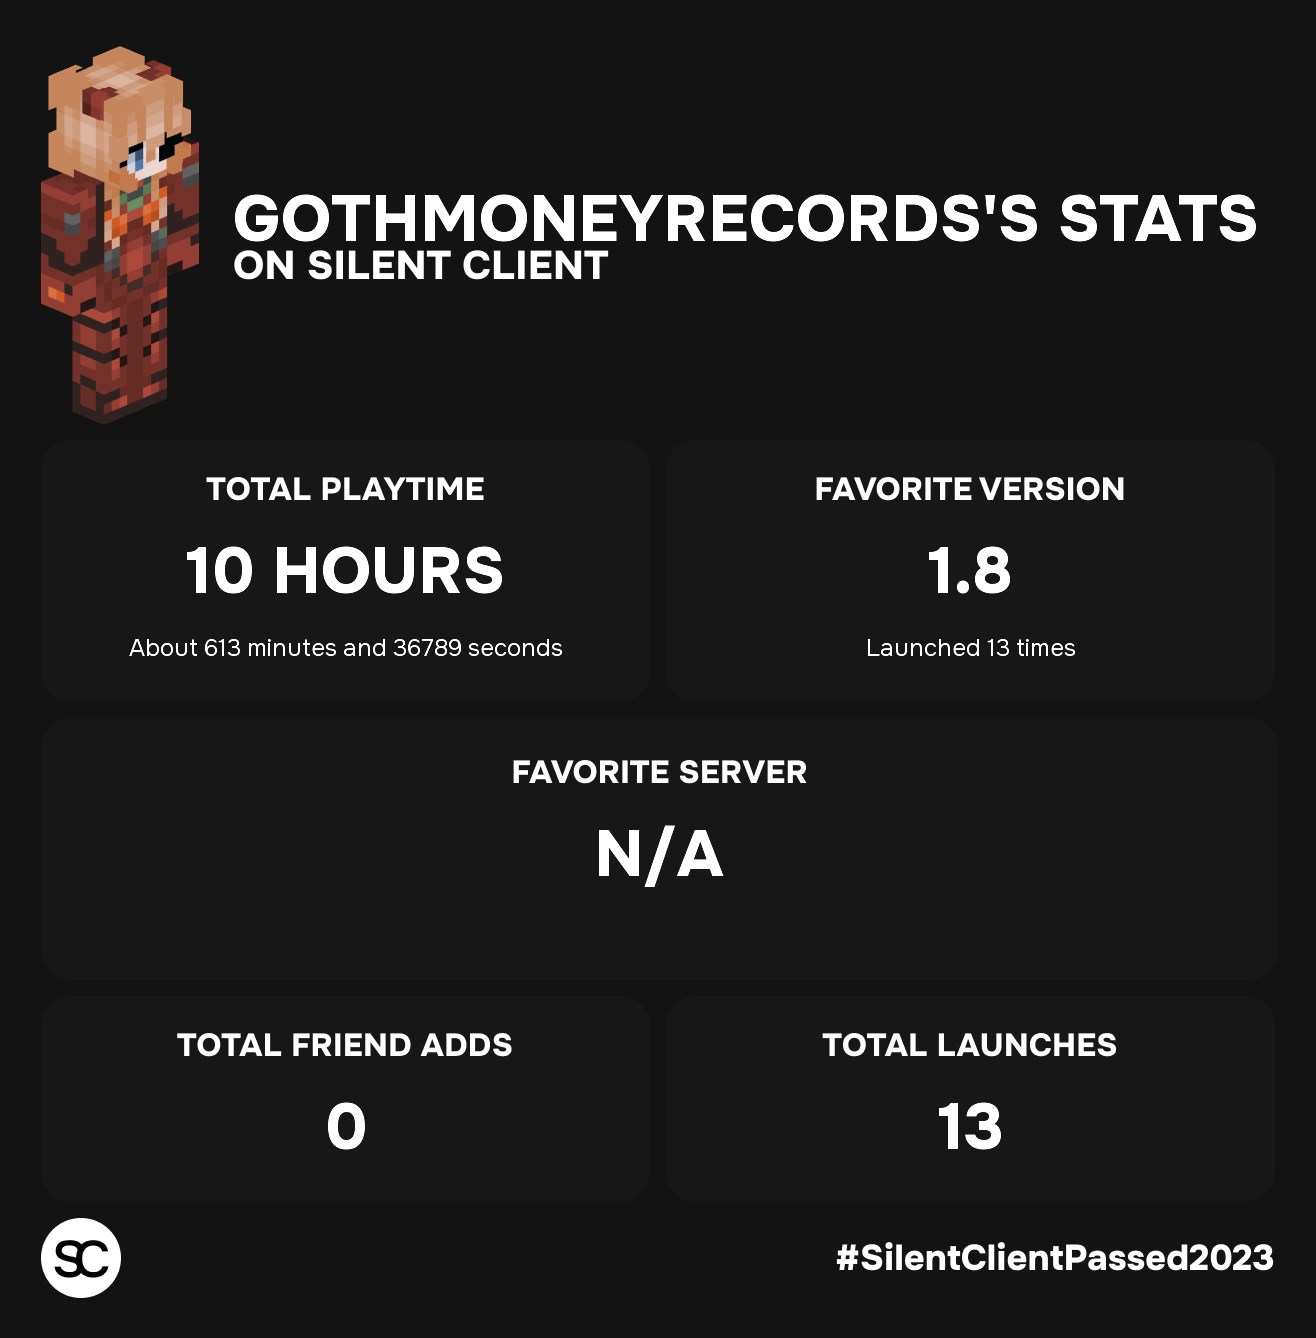 GOTHMONEYRECORDS'S STATS
ON SILENT CLIENT
TOTAL PLAYTIME
10 HOURS
About 613 minutes and 36789 seconds
FAVORITE VERSION
1.8
Launched 13 times
FAVORITE SERVER
N/A
TOTAL FRIEND ADDS
0
TOTAL LAUNCHES
13
SC
#SilentClientPassed2023